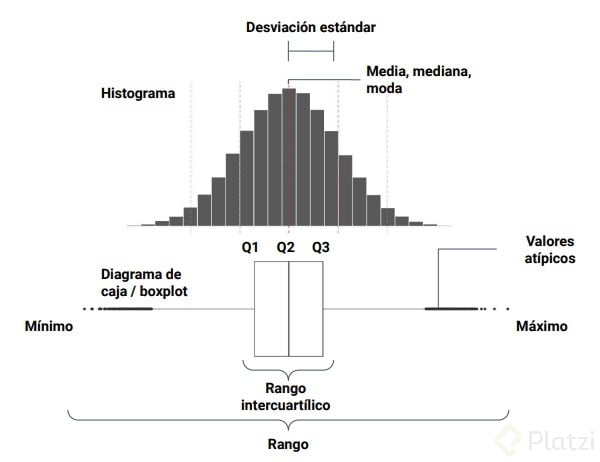 Desviación estándar
Media, mediana,
moda
Histograma
Q1 Q2 Q3
Valores
atípicos
Diagrama de
caja / boxplot
Mínimo
Máximo
Rango
intercuartílico
Rango
Platzi